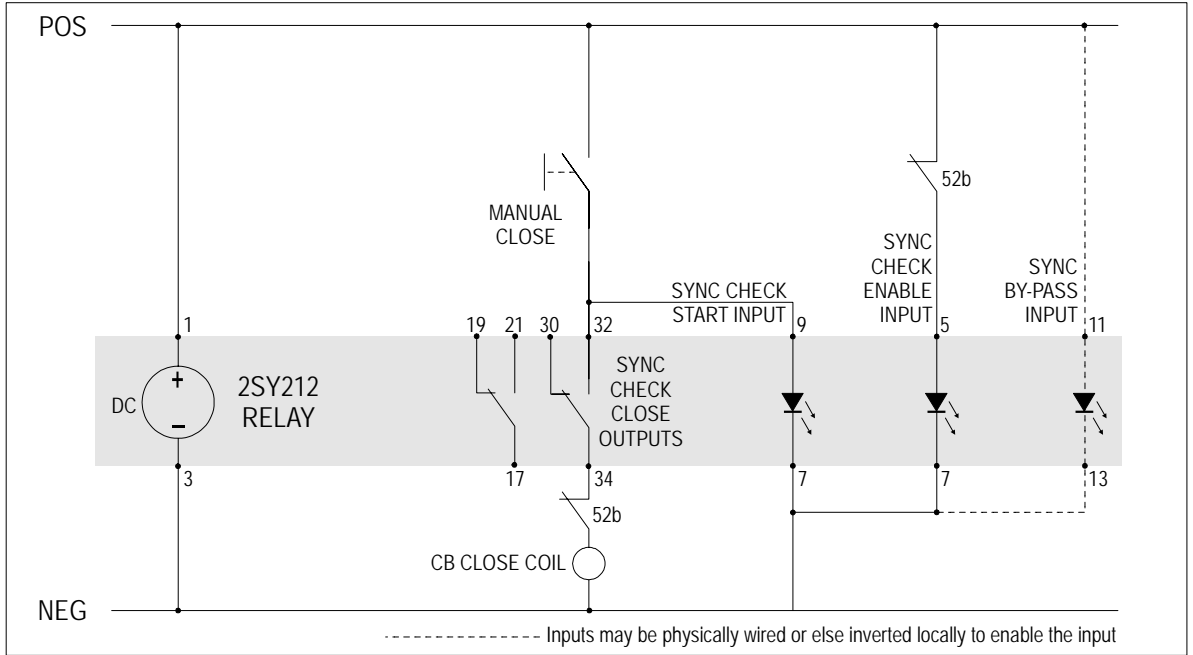 POS
52b
MANUAL
CLOSE
SYNC
CHECK
ENABLE
INPUT
SYNC
BY-PASS
INPUT
SYNC CHECK
START INPUT
1
19
21
30
32
9
5
11
DC
+
−
2SY212
RELAY
SYNC
CHECK
CLOSE
OUTPUTS
3
17
34
7
7
13
52b
CB CLOSE COIL
NEG
Inputs may be physically wired or else inverted locally to enable the input